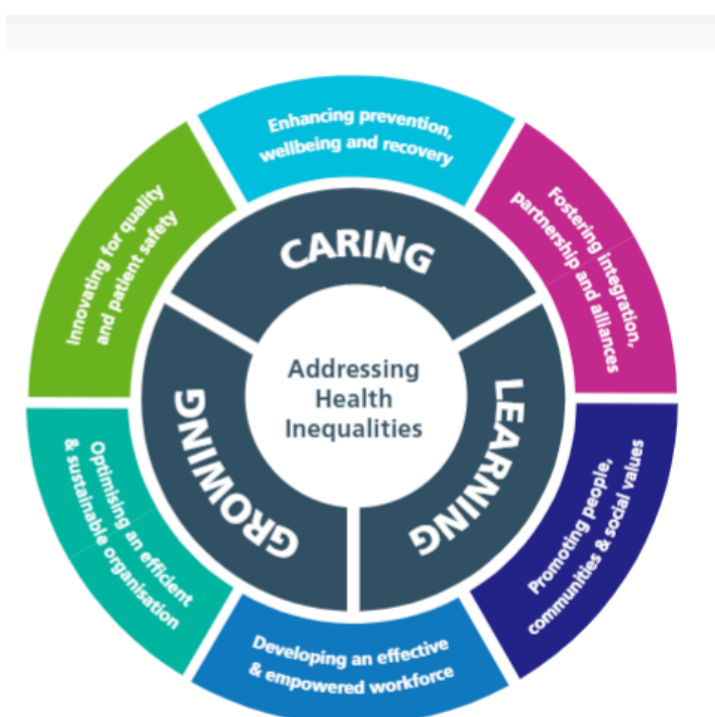 Enhancing prevention,
wellbeing and recovery
Fostering integration,
partnership and alliances
Promoting people,
communities & social values
Developing an effective
& empowered workforce
Optimising an efficient
& sustainable organisation
Innovating for quality
and patient safety
CARING
LEARNING
GROWING
Addressing
Health
Inequalities